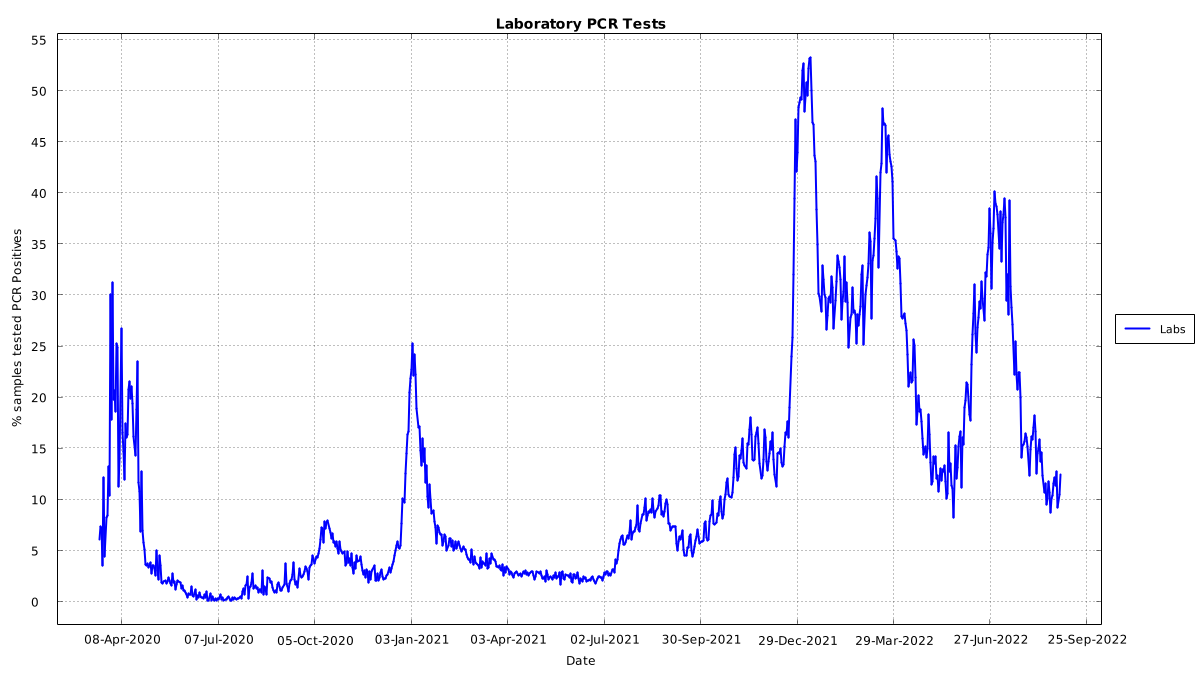 Laboratory PCR Tests
% samples tested PCR Positives
55
50
45
40
35
30
25
20
15
10
5
0
08-Apr-2020 07-Jul-2020 05-Oct-2020 03-Jan-2021 03-Apr-2021 02-Jul-2021 30-Sep-2021 29-Dec-2021 29-Mar-2022 27-Jun-2022 25-Sep-2022
Date
Labs